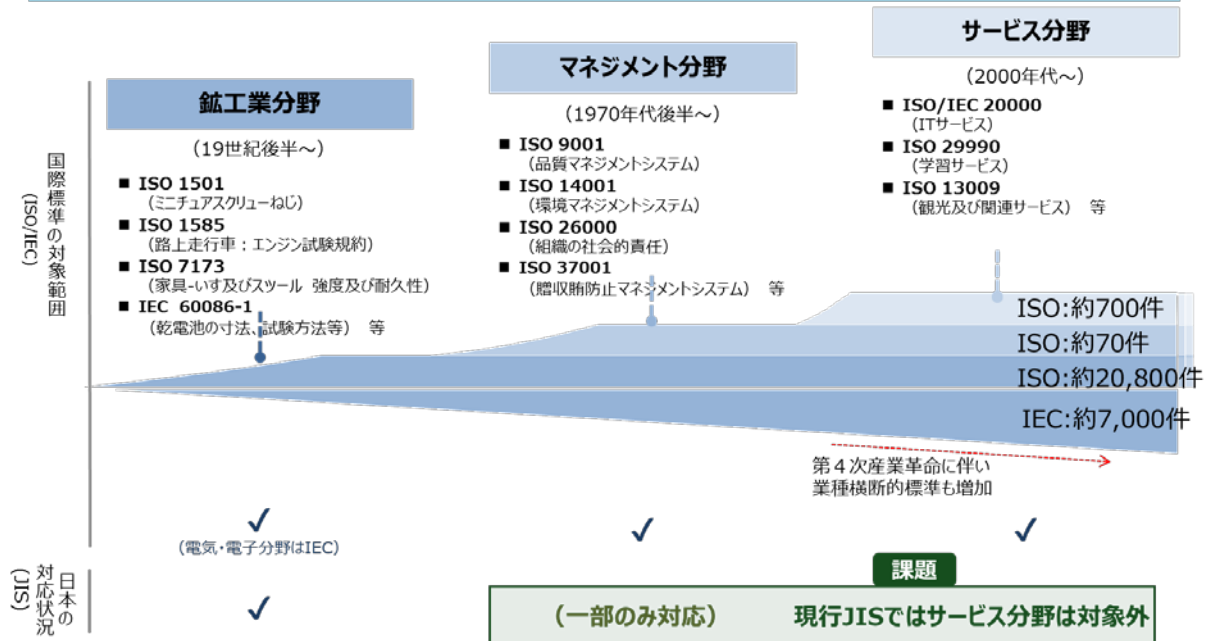 鉱工業分野
(19世紀後半~)
■ ISO 1501
(ミニチュアスクリューねじ)
■ ISO 1585
(路上走行車:エンジン試験規約)
■ ISO 7173
(家具-いす及びスツール 強度及び耐久性)
■ IEC 60086-1
(乾電池の寸法、試験方法等) 等
マネジメント分野
(1970年代後半~)
■ ISO 9001
(品質マネジメントシステム)
■ ISO 14001
(環境マネジメントシステム)
■ ISO 26000
(組織の社会的責任)
■ ISO 37001
(贈収賄防止マネジメントシステム) 等
サービス分野
(2000年代~)
■ ISO/IEC 20000
(ITサービス)
■ ISO 29990
(学習サービス)
■ ISO 13009
(観光及び関連サービス) 等
国際標準の対象範囲
(ISO/IEC)
ISO:約700件
ISO:約70件
ISO:約20,800件
IEC:約7,000件
第4次産業革命に伴い
業種横断的標準も増加
✓
(電気・電子分野はIEC)
✓
✓
日本の
対応状況
(JIS)
✓
課題
(一部のみ対応)
現行JISではサービス分野は対象外